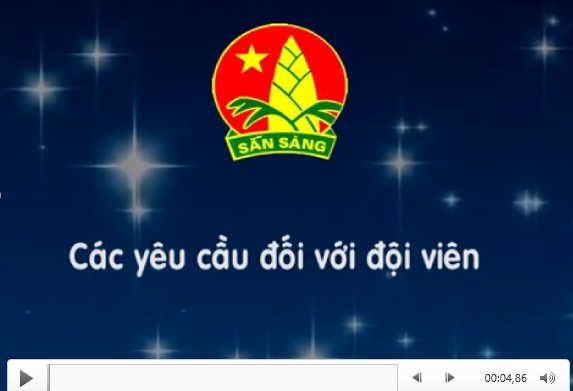 SẴN SÀNG
Các yêu cầu đối với đội viên
00:04,86